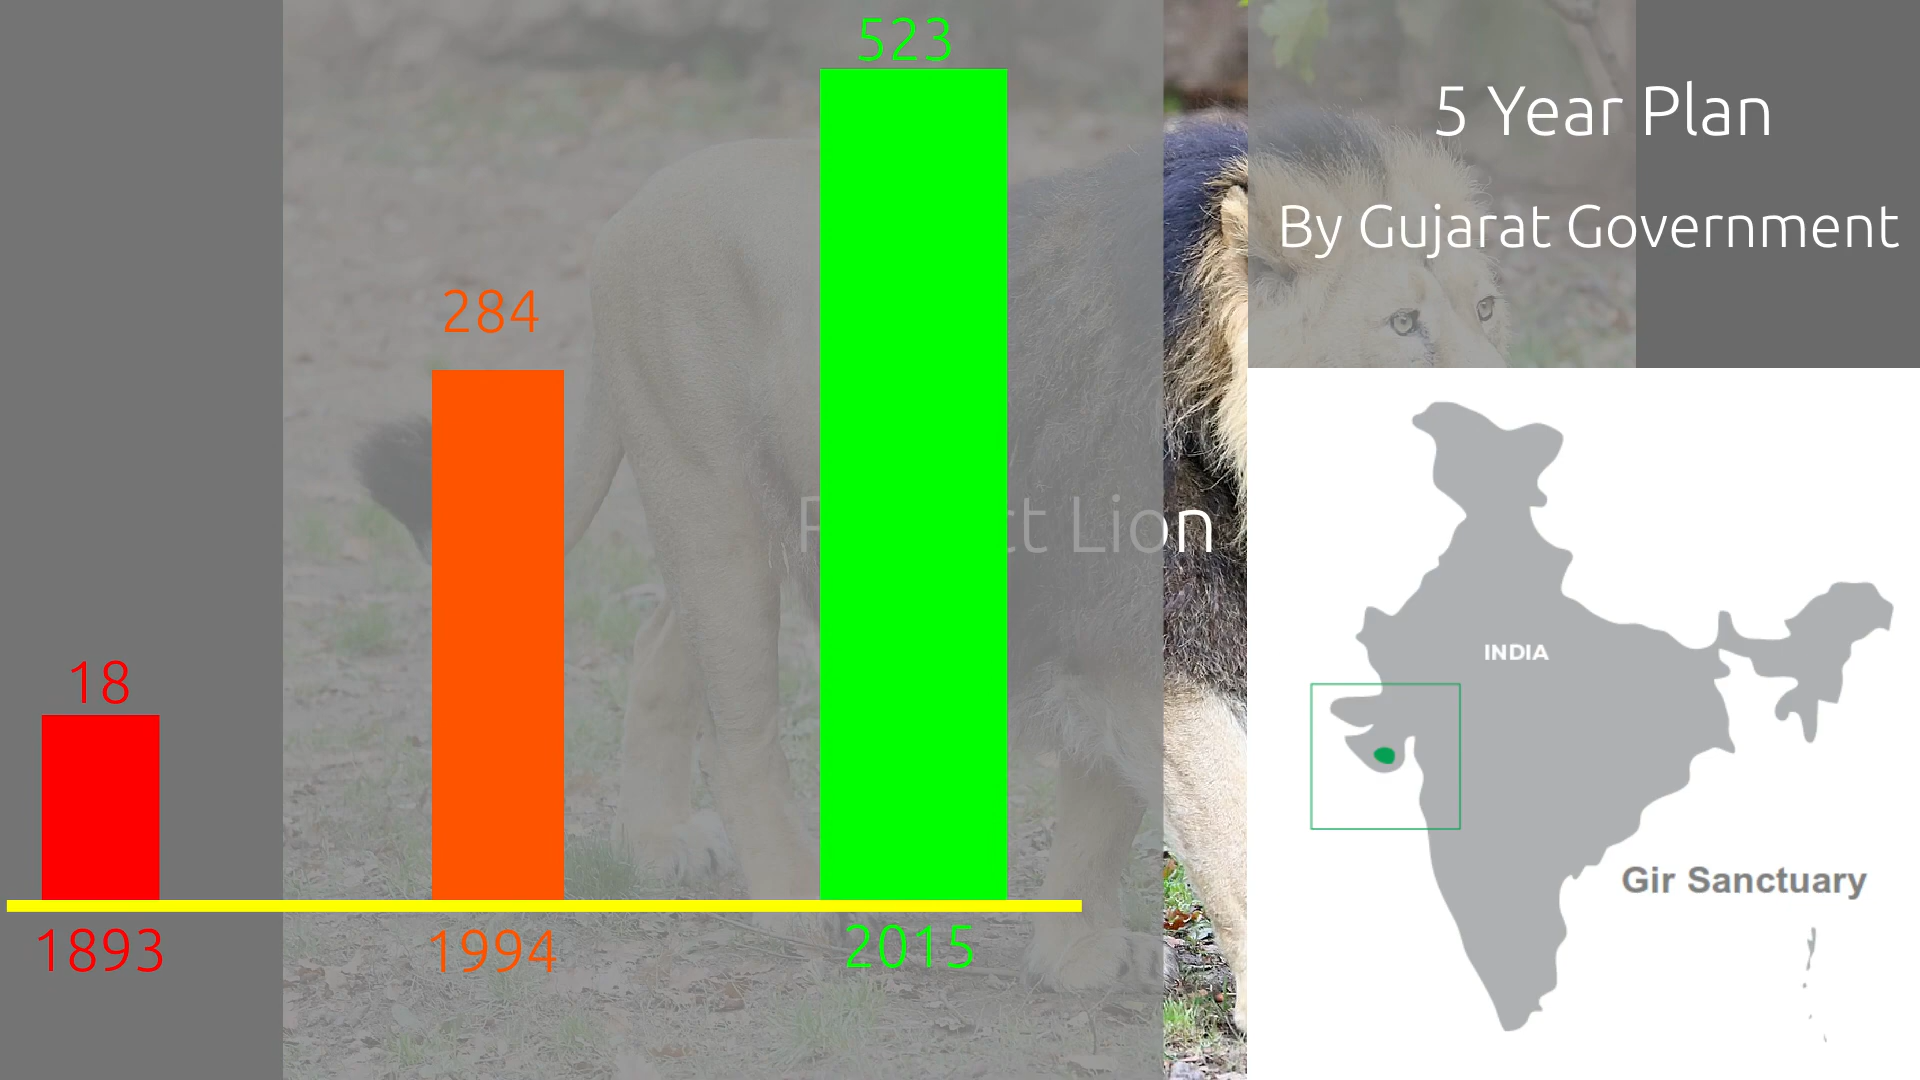 523
284
18
1893
1994
2015
5 Year Plan
By Gujarat Government
Lion
INDIA
Gir Sanctuary